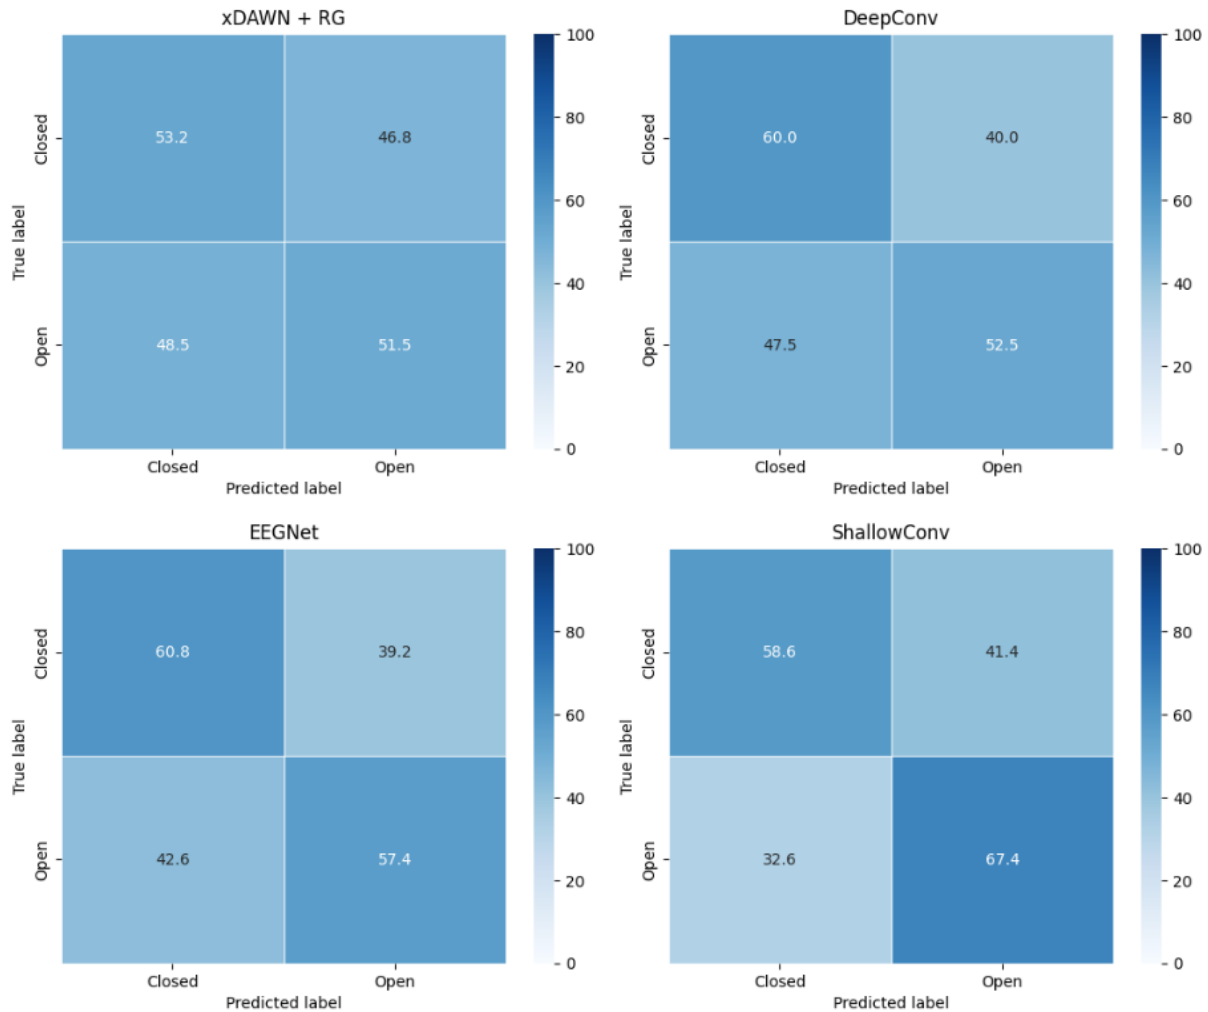 xDAWN + RG
Closed
Open
True label
53.2
46.8
48.5
51.5
Closed
Open
Predicted label
100
80
60
40
20
0
DeepConv
Closed
Open
True label
60.0
40.0
47.5
52.5
Closed
Open
Predicted label
100
80
60
40
20
0
EEGNet
Closed
Open
True label
60.8
39.2
42.6
57.4
Closed
Open
Predicted label
100
80
60
40
20
0
ShallowConv
Closed
Open
True label
58.6
41.4
32.6
67.4
Closed
Open
Predicted label
100
80
60
40
20
0